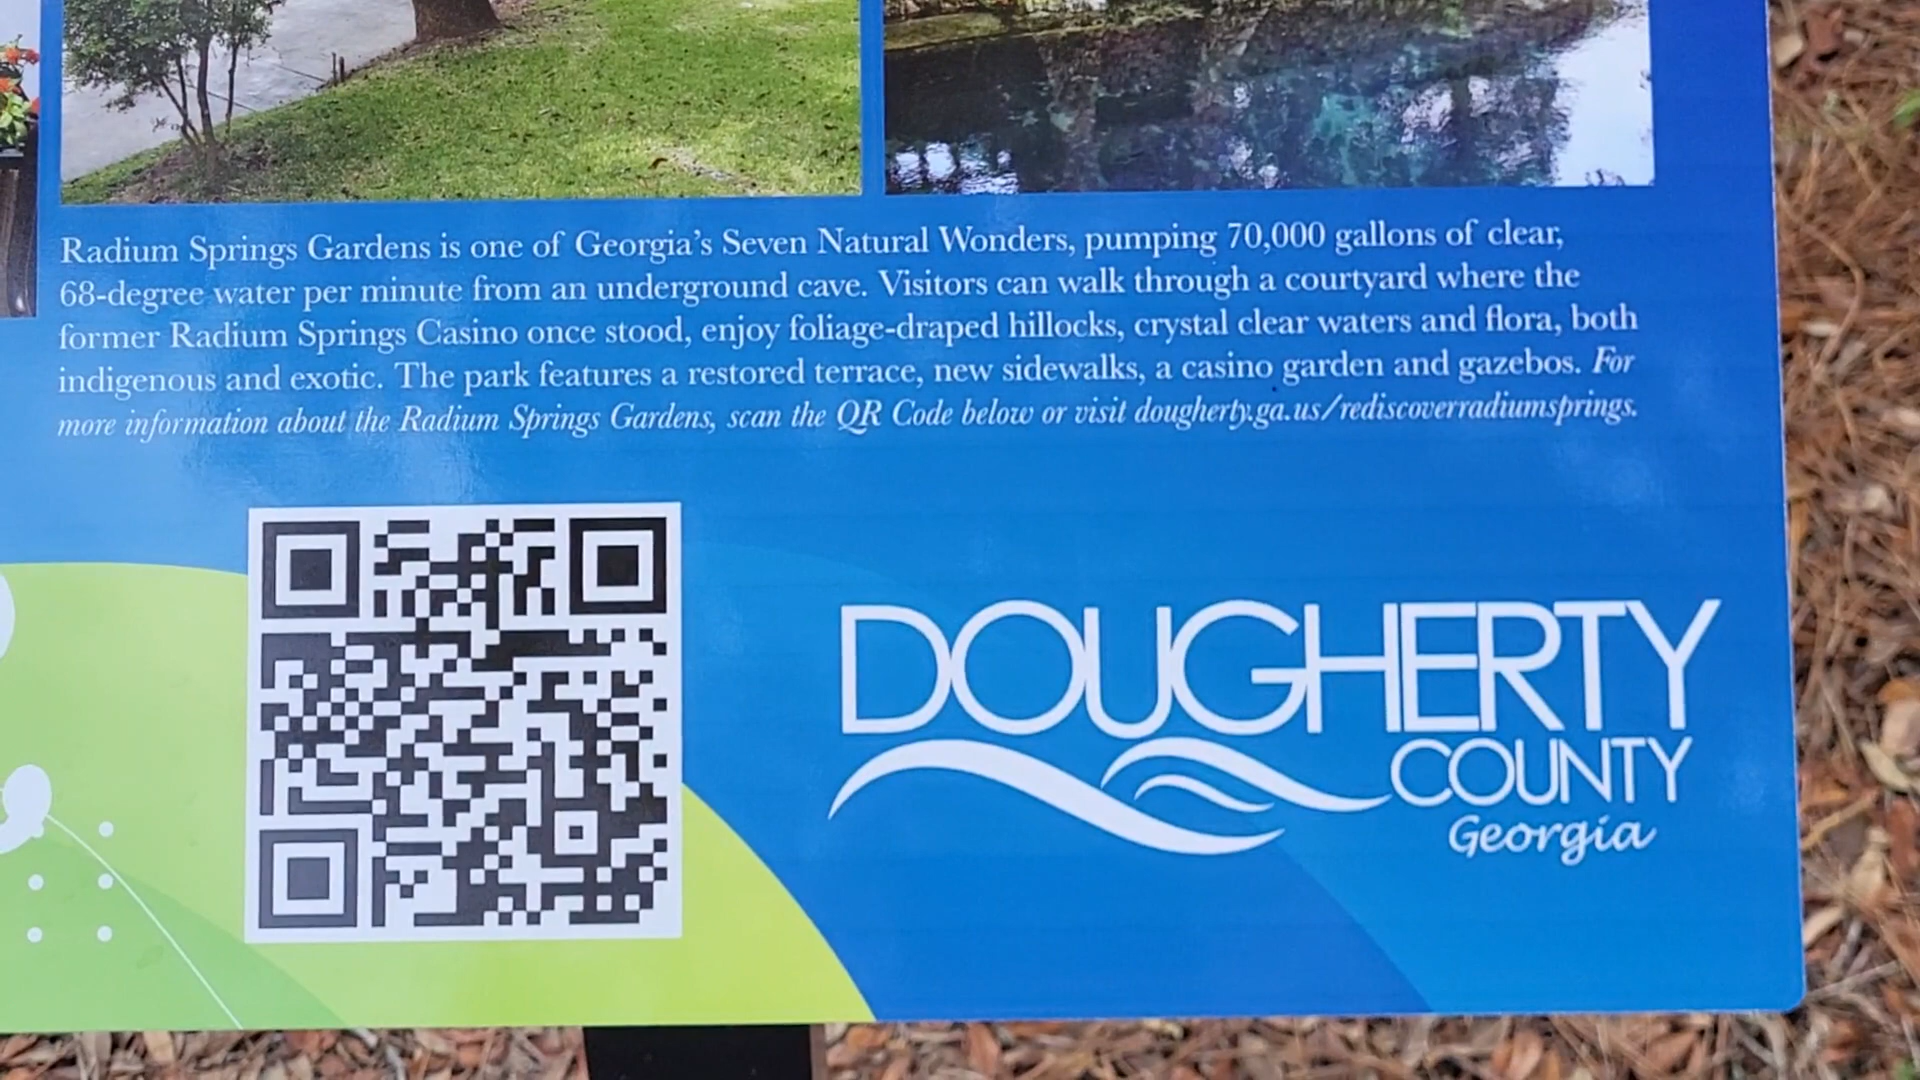 Radium Springs Gardens is one of Georgia's Seven Natural Wonders, pumping 70,000 gallons of clear,
68-degree water per minute from an underground cave. Visitors can walk through a courtyard where the
former Radium Springs Casino once stood, enjoy foliage-draped hillocks, crystal clear waters and flora, both
indigenous and exotic. The park features a restored terrace, new sidewalks, a casino garden and gazebos. For
more information about the Radium Springs Gardens, scan the QR Code below or visit dougherty.ga.us/rediscoverradiumsprings.
DOUGHERTY
COUNTY
Georgia